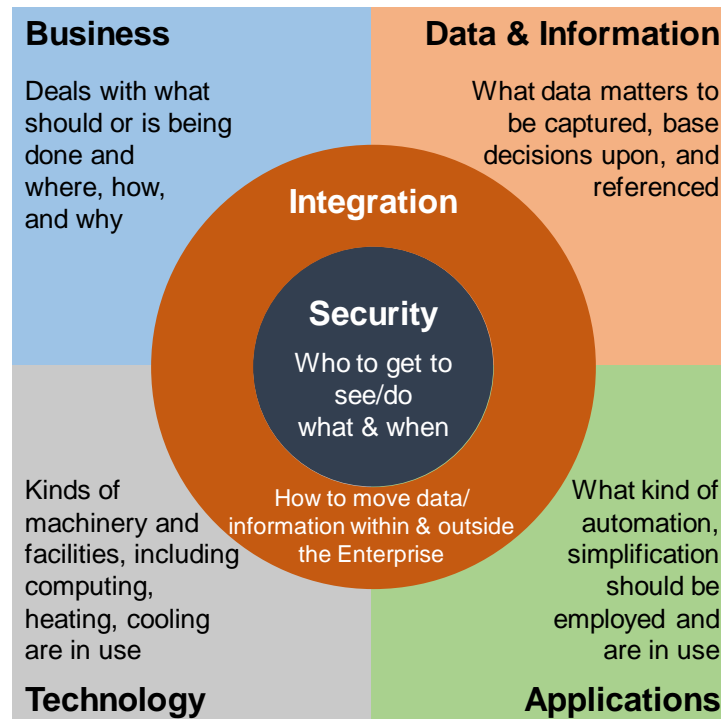 Business
Deals with what
should or is being
done and
where, how,
and why
Data & Information
What data matters to
be captured, base
decisions upon, and
referenced
Integration
Security
Who to get to
see/do
what & when
How to move data/
information within & outside
the Enterprise
Kinds of
machinery and
facilities, including
computing,
heating, cooling
are in use
Technology
What kind of
automation,
simplification
should be
employed and
are in use
Applications